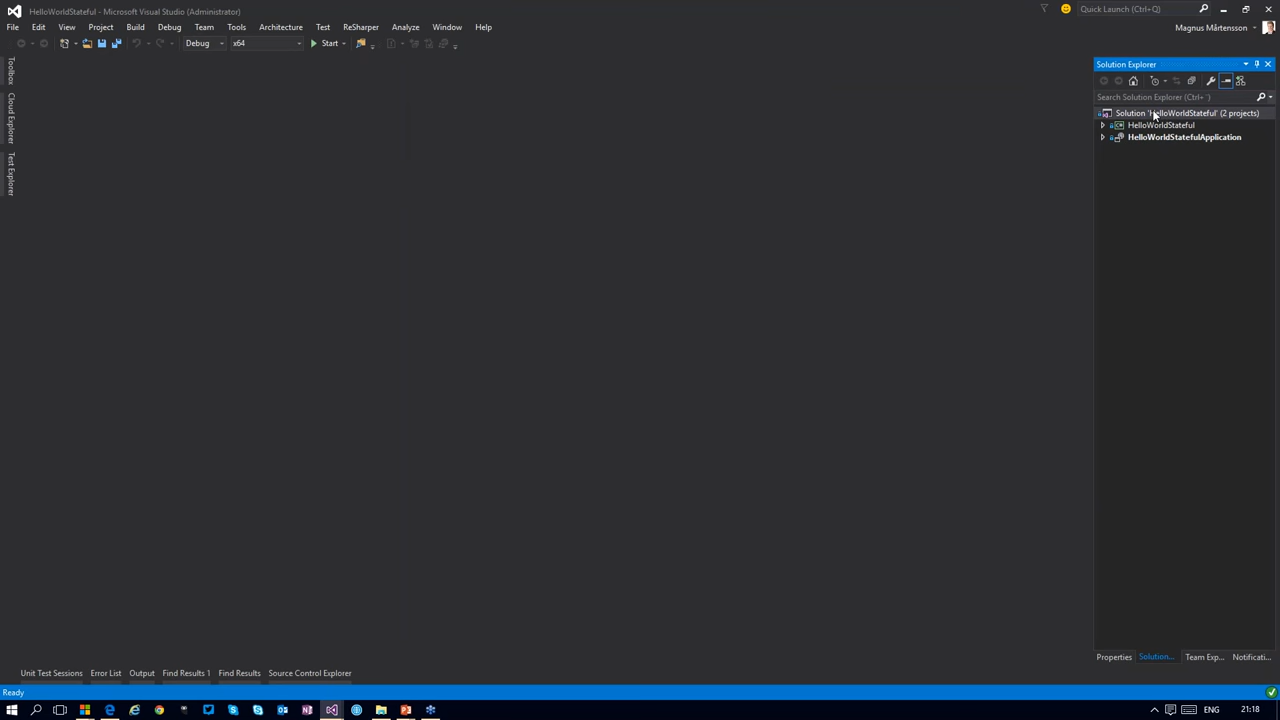 HelloWorldStateful - Microsoft Visual Studio (Administrator)
Quick Launch (Ctrl+Q)
File Edit View Project Build Debug Team Tools Architecture Test ReSharper Analyze Window Help
Magnus Mårtensson
Debug x64 Start
Toolbox
Cloud Explorer
Test Explorer
Solution Explorer
Search Solution Explorer (Ctrl+¨)
Solution 'HelloWorldStateful' (2 projects)
HelloWorldStateful
HelloWorldStatefulApplication
Properties Solution... Team Exp... Notificati...
Unit Test Sessions Error List Output Find Results 1 Find Results Source Control Explorer
Ready
ENG 21:18